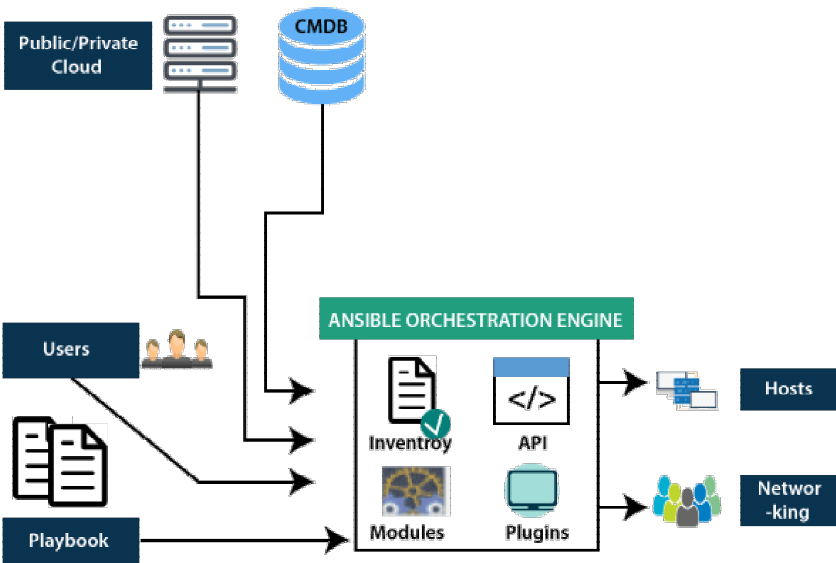 Public/Private
Cloud
CMDB
ANSIBLE ORCHESTRATION ENGINE
Users
Inventroy
</>
API
Hosts
Modules
Plugins
Networ
-king
Playbook